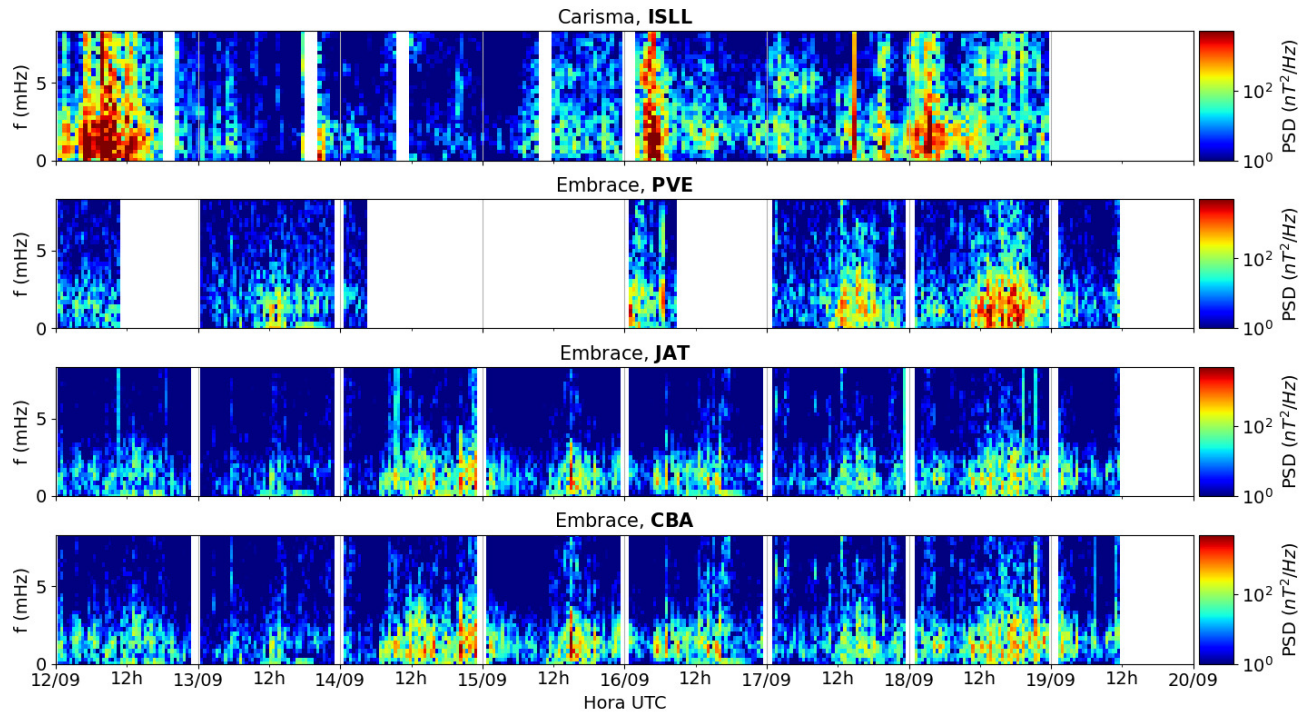 Carisma, ISLL
f (mHz)
5
0
PSD (nT²/Hz)
10²
10⁰
Embrace, PVE
f (mHz)
5
0
PSD (nT²/Hz)
10²
10⁰
Embrace, JAT
f (mHz)
5
0
PSD (nT²/Hz)
10²
10⁰
Embrace, CBA
f (mHz)
5
0
PSD (nT²/Hz)
10²
10⁰
12/09 12h 13/09 12h 14/09 12h 15/09 12h 16/09 12h 17/09 12h 18/09 12h 19/09 12h 20/09
Hora UTC